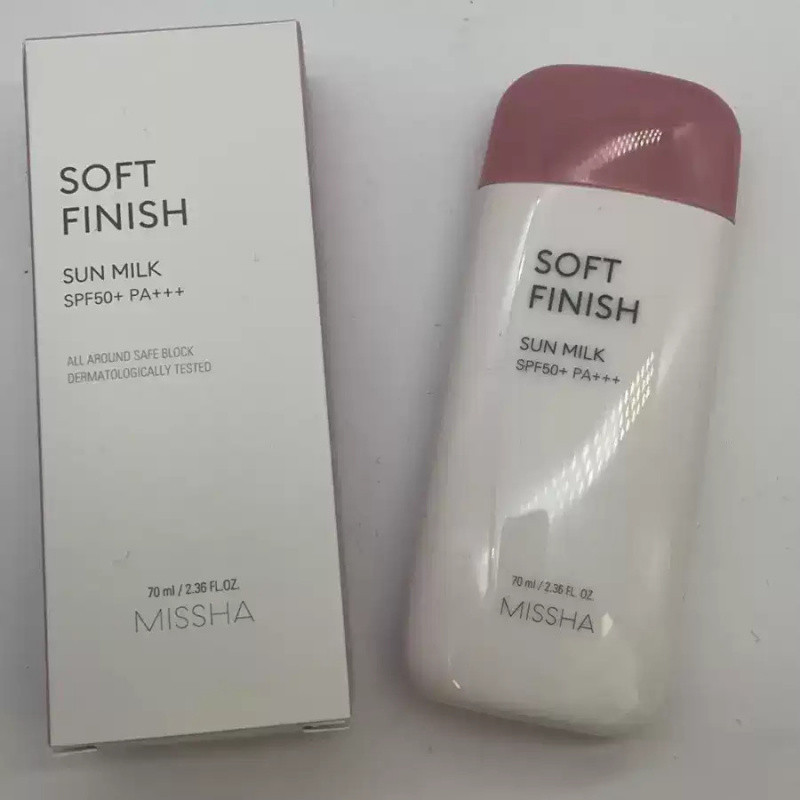 SOFT
FINISH
SUN MILK
SPF50+ PA+++
ALL AROUND SAFE BLOCK
DERMATOLOGICALLY TESTED
70 ml / 2.36 FL.OZ.
MISSHA
SOFT
FINISH
SUN MILK
SPF50+ PA+++
70 ml / 2.36 FL. OZ.
MISSHA